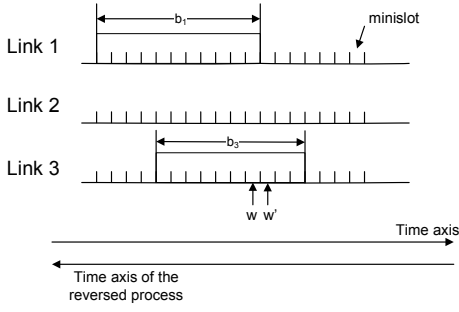 b₁
minislot
Link 1
Link 2
b₃
Link 3
w w'
Time axis
Time axis of the
reversed process